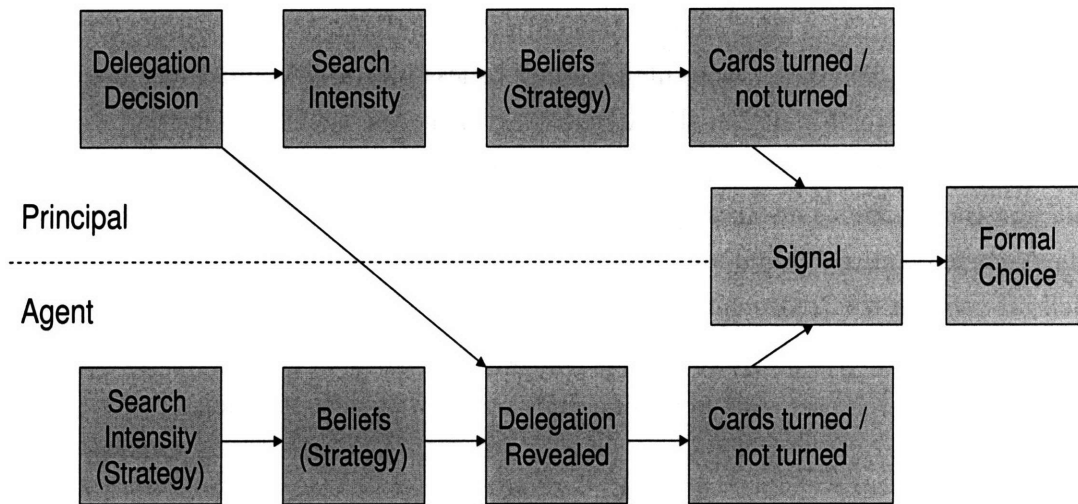 Delegation
Decision
Search
Intensity
Beliefs
(Strategy)
Cards turned /
not turned
Principal
Signal
Formal
Choice
Agent
Search
Intensity
(Strategy)
Beliefs
(Strategy)
Delegation
Revealed
Cards turned /
not turned